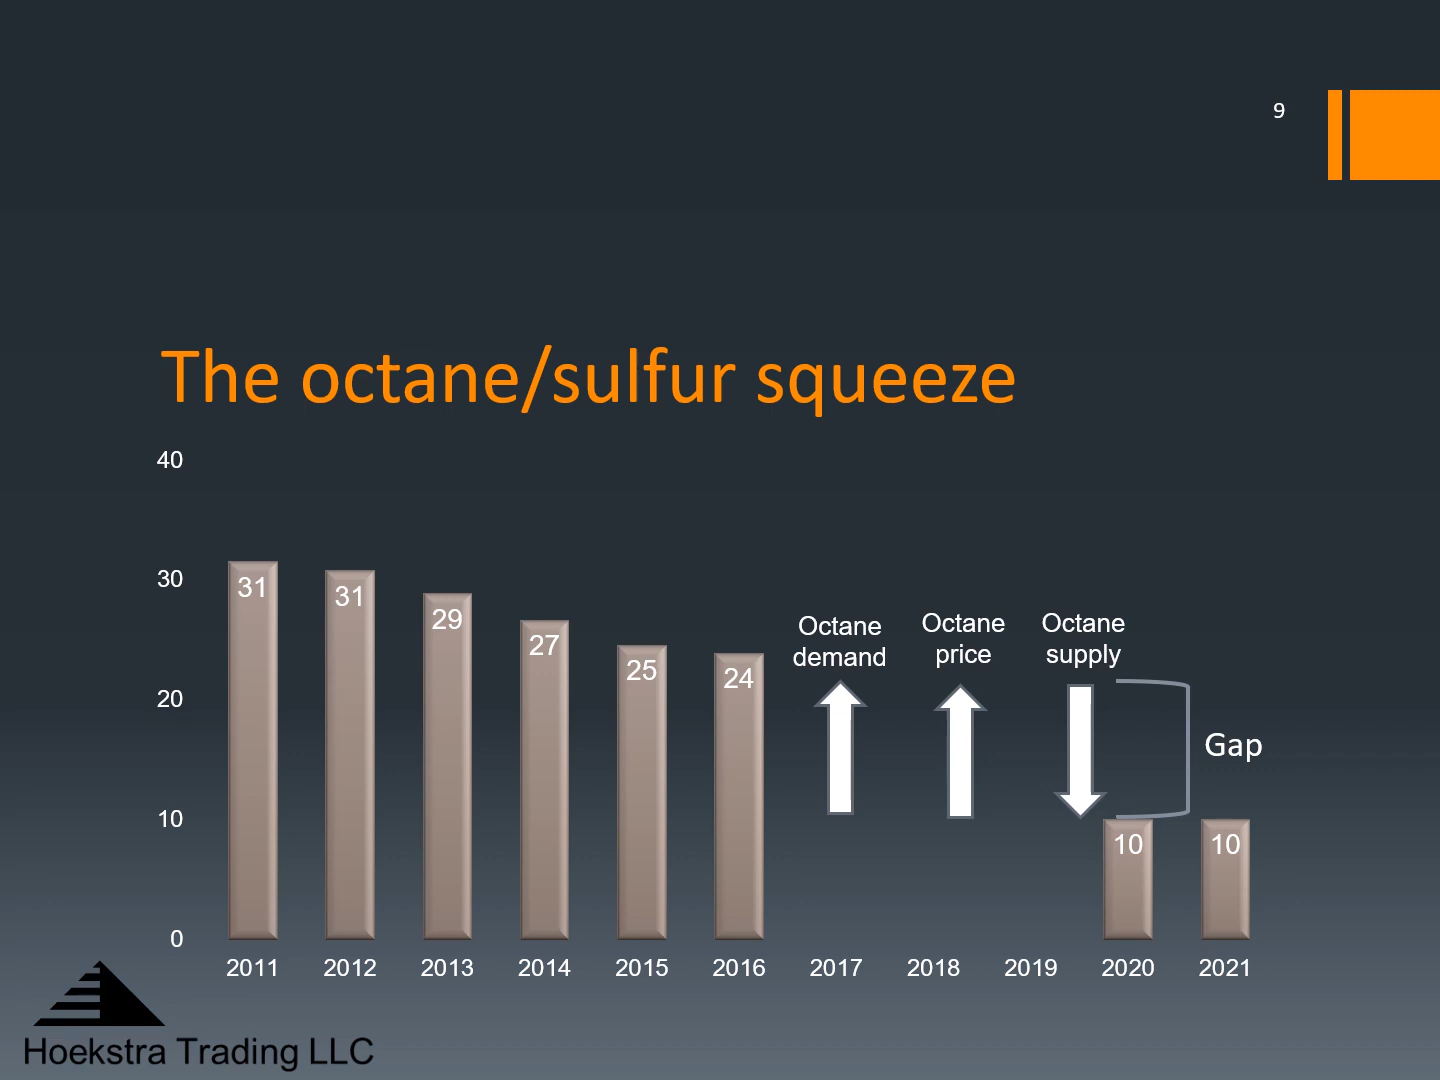 9
The octane/sulfur squeeze
40
30
20
10
0
31
31
29
27
25
24
Octane
demand
Octane
price
Octane
supply
Gap
10
10
2011
2012
2013
2014
2015
2016
2017
2018
2019
2020
2021
Hoekstra Trading LLC